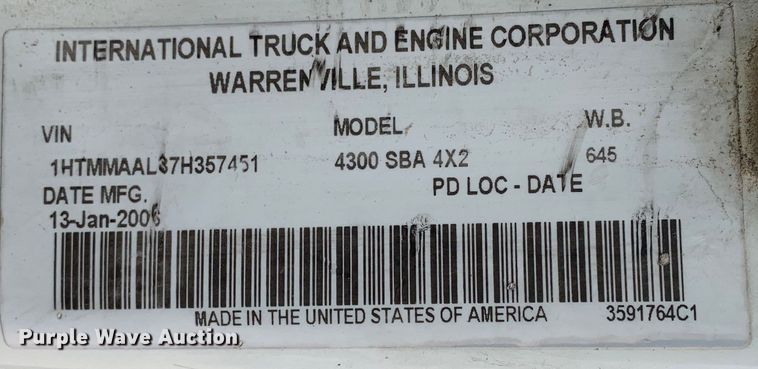 INTERNATIONAL TRUCK AND ENGINE CORPORATION
WARRENVILLE, ILLINOIS
VIN MODEL W.B.
1HTMMAAL37H357451 4300 SBA 4X2 645
DATE MFG. PD LOC - DATE
13-Jan-2006
MADE IN THE UNITED STATES OF AMERICA 3591764C1
Purple Wave Auction